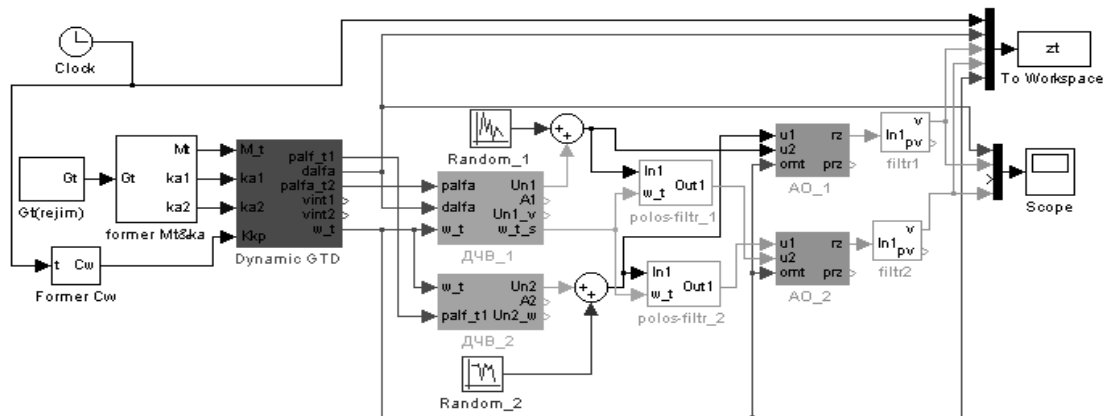 Clock
zt
To Workspace
Random_1
Gt
Gt(rejim)
Gt
Mt
ka1
ka2
former Mt&ka
M_t
ka1
ka2
Kkp
palf_t1
dalfa
palfa_t2
vint1
vint2
w_t
Dynamic GTD
t
Cw
Former Cw
palfa
dalfa
w_t
Un1
A1
Un1_v
w_t_s
ДЧВ_1
w_t
palf_t1
Un2
A2
Un2_w
ДЧВ_2
Random_2
In1
w_t
Out1
polos-filtr_1
In1
w_t
Out1
polos-filtr_2
u1
u2
omt
rz
prz
AO_1
u1
u2
omt
rz
prz
AO_2
In1
v
pv
filtr1
In1
v
pv
filtr2
Scope